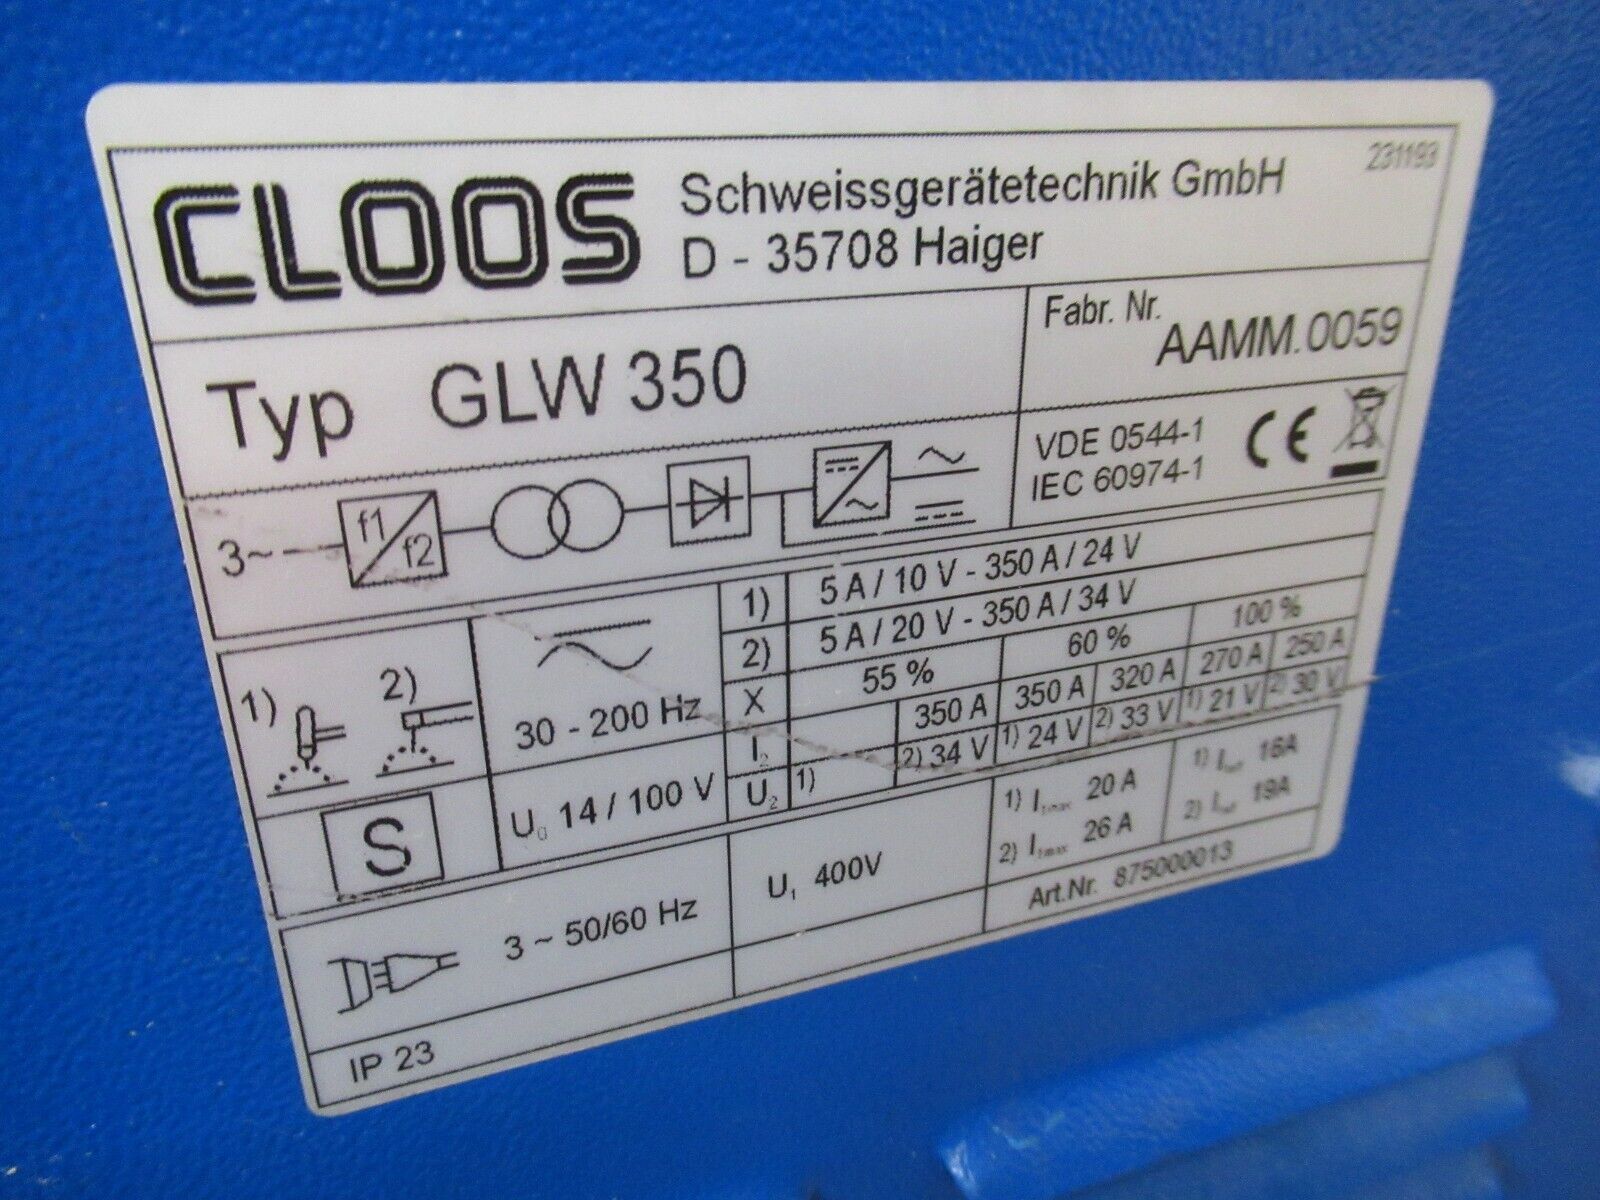 CLOOS Schweissgerätetechnik GmbH 231193
D - 35708 Haiger
Typ GLW 350
Fabr. Nr. AAMM.0059
VDE 0544-1
IEC 60974-1
CE
3~ f1 f2
1) 5 A / 10 V - 350 A / 24 V
2) 5 A / 20 V - 350 A / 34 V
X 55 % 60 % 100 %
I2 350 A 350 A 320 A 270 A 250 A
U2 1) 2) 34 V 1) 24 V 2) 33 V 1) 21 V 2) 30 V
1) 2)
30 - 200 Hz
S
U0 14 / 100 V
3 ~ 50/60 Hz
U1 400V
1) I1max 20 A 1) I1eff 16A
2) I1max 26 A 2) I1eff 19A
Art.Nr. 875000013
IP 23